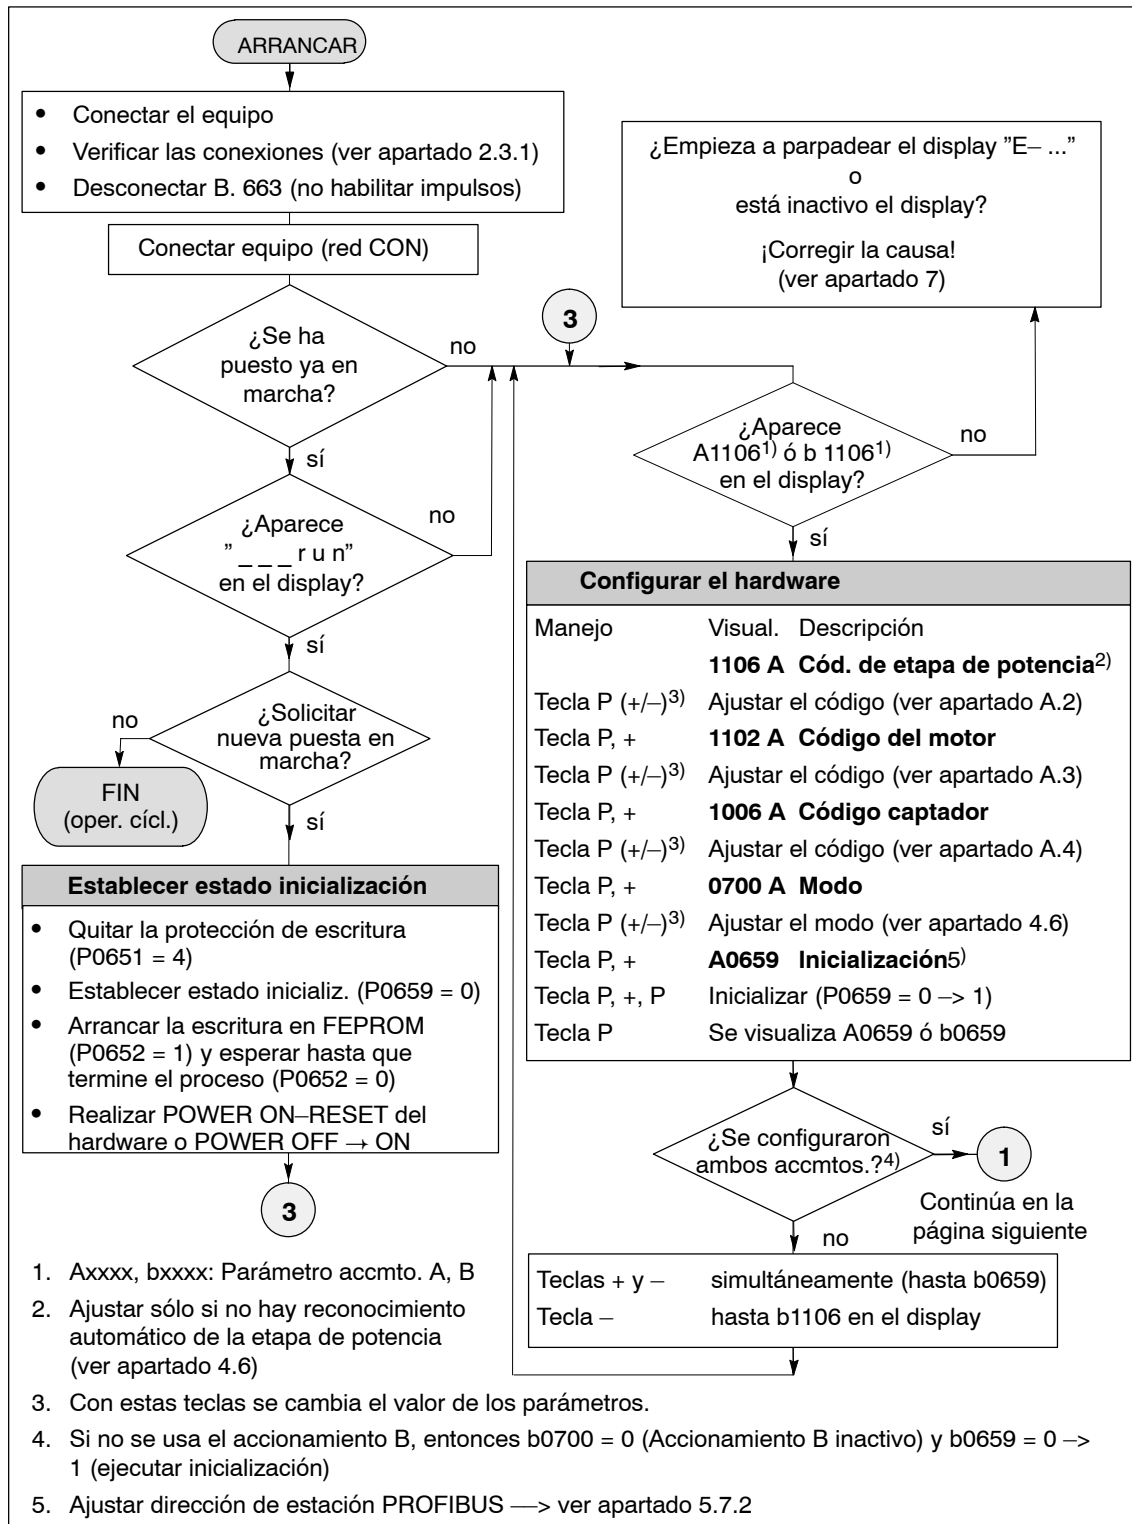 ARRANCAR
• Conectar el equipo
• Verificar las conexiones (ver apartado 2.3.1)
• Desconectar B. 663 (no habilitar impulsos)
Conectar equipo (red CON)
¿Se ha
puesto ya en
marcha?
no
sí
¿Aparece
” _ _ _ r u n”
en el display?
no
sí
¿Solicitar
nueva puesta en
marcha?
no
FIN
(oper. cícl.)
sí
Establecer estado inicialización
• Quitar la protección de escritura
(P0651 = 4)
• Establecer estado inicializ. (P0659 = 0)
• Arrancar la escritura en FEPROM
(P0652 = 1) y esperar hasta que
termine el proceso (P0652 = 0)
• Realizar POWER ON–RESET del
hardware o POWER OFF → ON
3
3
¿Empieza a parpadear el display ”E– ...”
o
está inactivo el display?
¡Corregir la causa!
(ver apartado 7)
¿Aparece
A11061) ó b 11061)
en el display?
no
sí
Configurar el hardware
Manejo Visual. Descripción
1106 A Cód. de etapa de potencia2)
Tecla P (+/–)3) Ajustar el código (ver apartado A.2)
Tecla P, + 1102 A Código del motor
Tecla P (+/–)3) Ajustar el código (ver apartado A.3)
Tecla P, + 1006 A Código captador
Tecla P (+/–)3) Ajustar el código (ver apartado A.4)
Tecla P, + 0700 A Modo
Tecla P (+/–)3) Ajustar el modo (ver apartado 4.6)
Tecla P, + A0659 Inicialización5)
Tecla P, +, P Inicializar (P0659 = 0 –> 1)
Tecla P Se visualiza A0659 ó b0659
¿Se configuraron
ambos accmtos.?4)
sí
1
Continúa en la
página siguiente
no
Teclas + y – simultáneamente (hasta b0659)
Tecla – hasta b1106 en el display
1. Axxxx, bxxxx: Parámetro accmto. A, B
2. Ajustar sólo si no hay reconocimiento
automático de la etapa de potencia
(ver apartado 4.6)
3. Con estas teclas se cambia el valor de los parámetros.
4. Si no se usa el accionamiento B, entonces b0700 = 0 (Accionamiento B inactivo) y b0659 = 0 –>
1 (ejecutar inicialización)
5. Ajustar dirección de estación PROFIBUS ––> ver apartado 5.7.2